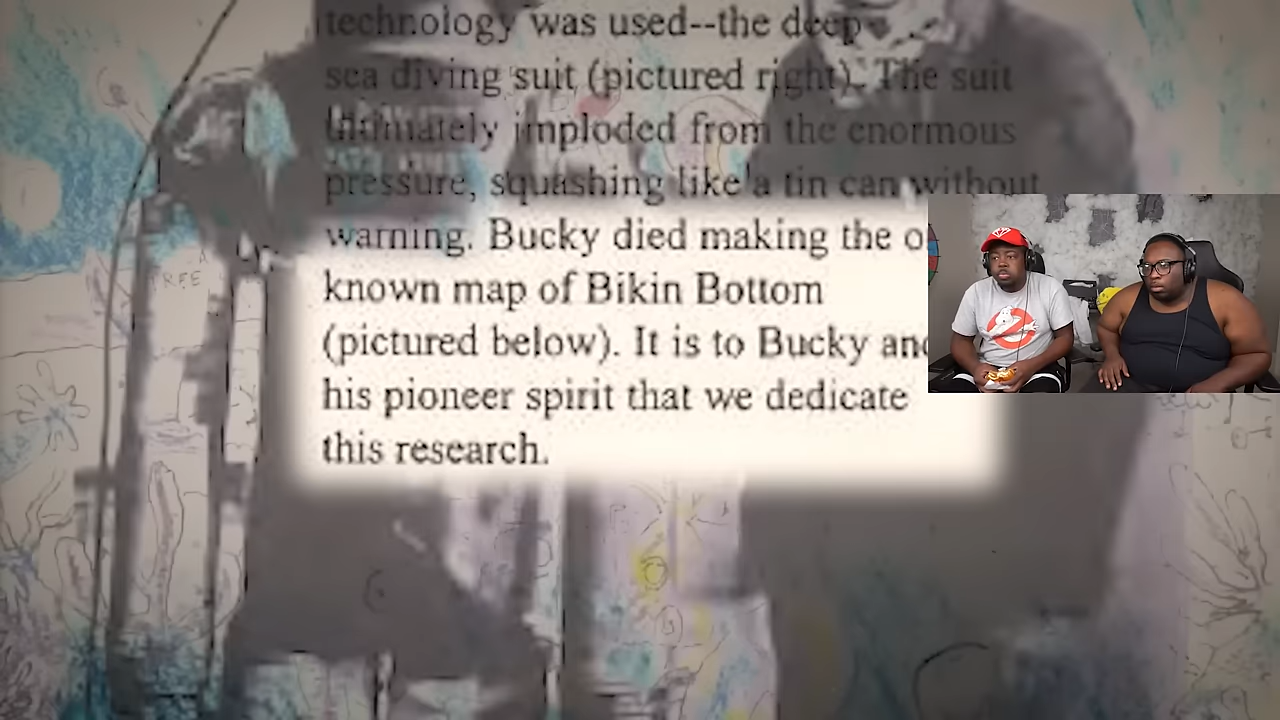 technology was used--the deep
sea diving suit (pictured right). The suit
ultimately imploded from the enormous
pressure, squashing like a tin can without
warning. Bucky died making the o
known map of Bikin Bottom
(pictured below). It is to Bucky and
his pioneer spirit that we dedicate
this research.
FREE